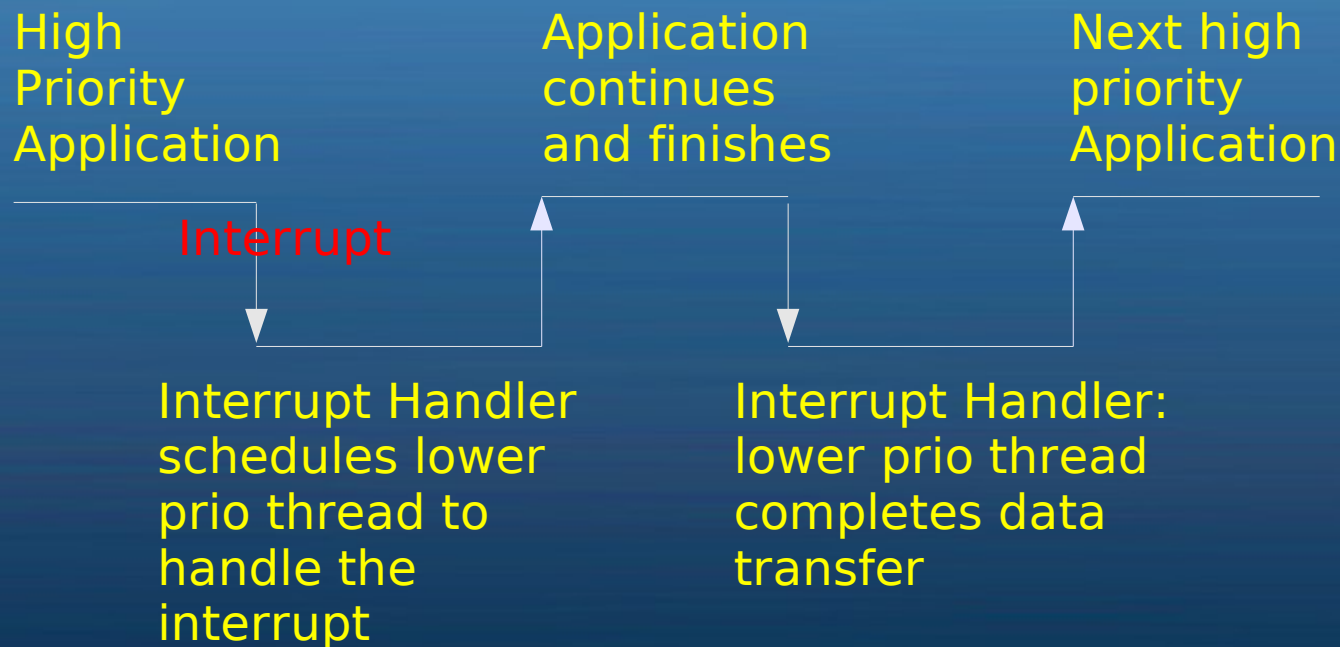 High
Priority
Application
Application
continues
and finishes
Next high
priority
Application
Interrupt
Interrupt Handler
schedules lower
prio thread to
handle the
interrupt
Interrupt Handler:
lower prio thread
completes data
transfer